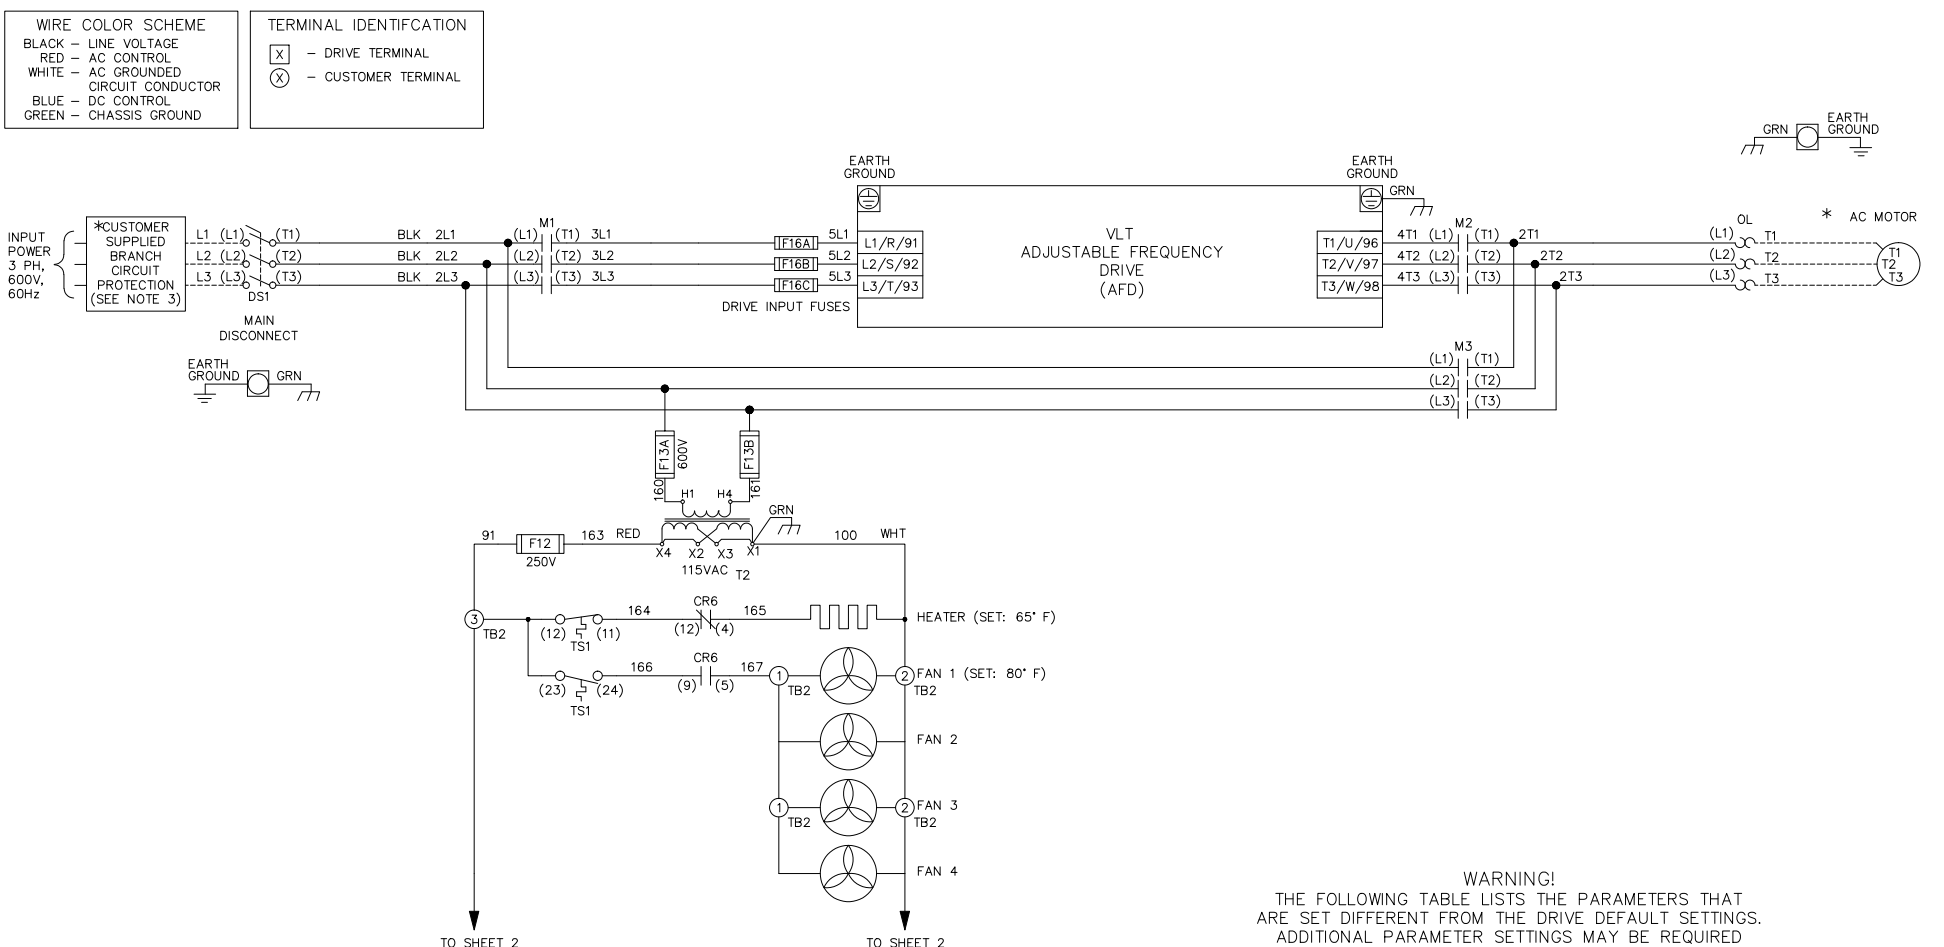 WIRE COLOR SCHEME
BLACK – LINE VOLTAGE
RED – AC CONTROL
WHITE – AC GROUNDED
CIRCUIT CONDUCTOR
BLUE – DC CONTROL
GREEN – CHASSIS GROUND
TERMINAL IDENTIFCATION
X – DRIVE TERMINAL
X – CUSTOMER TERMINAL
GRN
EARTH
GROUND
INPUT
POWER
3 PH,
600V,
60Hz
*CUSTOMER
SUPPLIED
BRANCH
CIRCUIT
PROTECTION
(SEE NOTE 3)
L1 (L1) (T1) BLK 2L1 (L1) M1 (T1) 3L1 F16A 5L1 L1/R/91
L2 (L2) (T2) BLK 2L2 (L2) (T2) 3L2 F16B 5L2 L2/S/92
L3 (L3) (T3) BLK 2L3 (L3) (T3) 3L3 F16C 5L3 L3/T/93
DS1
MAIN
DISCONNECT
DRIVE INPUT FUSES
EARTH
GROUND
VLT
ADJUSTABLE FREQUENCY
DRIVE
(AFD)
EARTH
GROUND
GRN
T1/U/96 4T1 (L1) M2 (T1) 2T1 (L1) OL T1
T2/V/97 4T2 (L2) (T2) 2T2 (L2) T2
T3/W/98 4T3 (L3) (T3) 2T3 (L3) T3
* AC MOTOR
T1
T2
T3
EARTH
GROUND
GRN
M3
(L1) (T1)
(L2) (T2)
(L3) (T3)
F13A
600V
F13B
160
161
H1 H4
GRN
91 F12 163 RED
250V
X4 X2 X3 X1
100 WHT
115VAC T2
3
TB2
(12) (11)
TS1
164
CR6
(12) (4)
165
HEATER (SET: 65° F)
(23) (24)
TS1
166
CR6
(9) (5)
167
1
TB2
2
TB2
FAN 1 (SET: 80° F)
FAN 2
1
TB2
2
TB2
FAN 3
FAN 4
TO SHEET 2
TO SHEET 2
WARNING!
THE FOLLOWING TABLE LISTS THE PARAMETERS THAT
ARE SET DIFFERENT FROM THE DRIVE DEFAULT SETTINGS.
ADDITIONAL PARAMETER SETTINGS MAY BE REQUIRED